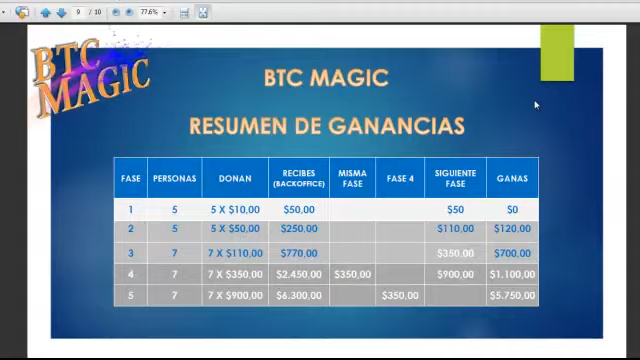 9 / 10 77.6%
BTC
MAGIC
BTC MAGIC
RESUMEN DE GANANCIAS
FASE PERSONAS DONAN RECIBES (BACKOFFICE) MISMA FASE FASE 4 SIGUIENTE FASE GANAS
1 5 5 X $10,00 $50,00 $50 $0
2 5 5 X $50,00 $250,00 $110,00 $120,00
3 7 7 X $110,00 $770,00 $350,00 $700,00
4 7 7 X $350,00 $2.450,00 $350,00 $900,00 $1.100,00
5 7 7 X $900,00 $6.300,00 $350,00 $5.750,00